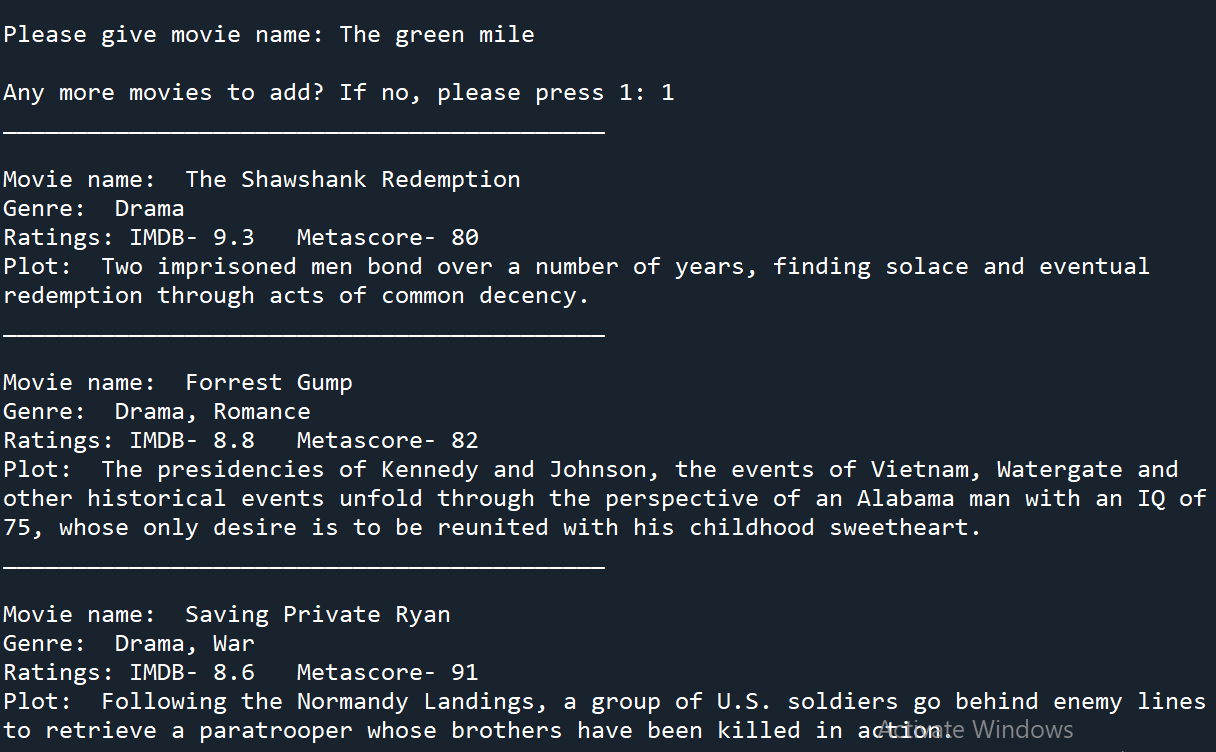 Please give movie name: The green mile
Any more movies to add? If no, please press 1: 1
___________________________________________
Movie name:  The Shawshank Redemption
Genre:  Drama
Ratings: IMDB- 9.3   Metascore- 80
Plot:  Two imprisoned men bond over a number of years, finding solace and eventual
redemption through acts of common decency.
___________________________________________
Movie name:  Forrest Gump
Genre:  Drama, Romance
Ratings: IMDB- 8.8   Metascore- 82
Plot:  The presidencies of Kennedy and Johnson, the events of Vietnam, Watergate and
other historical events unfold through the perspective of an Alabama man with an IQ of
75, whose only desire is to be reunited with his childhood sweetheart.
___________________________________________
Movie name:  Saving Private Ryan
Genre:  Drama, War
Ratings: IMDB- 8.6   Metascore- 91
Plot:  Following the Normandy Landings, a group of U.S. soldiers go behind enemy lines
to retrieve a paratrooper whose brothers have been killed in action.
Activate Windows